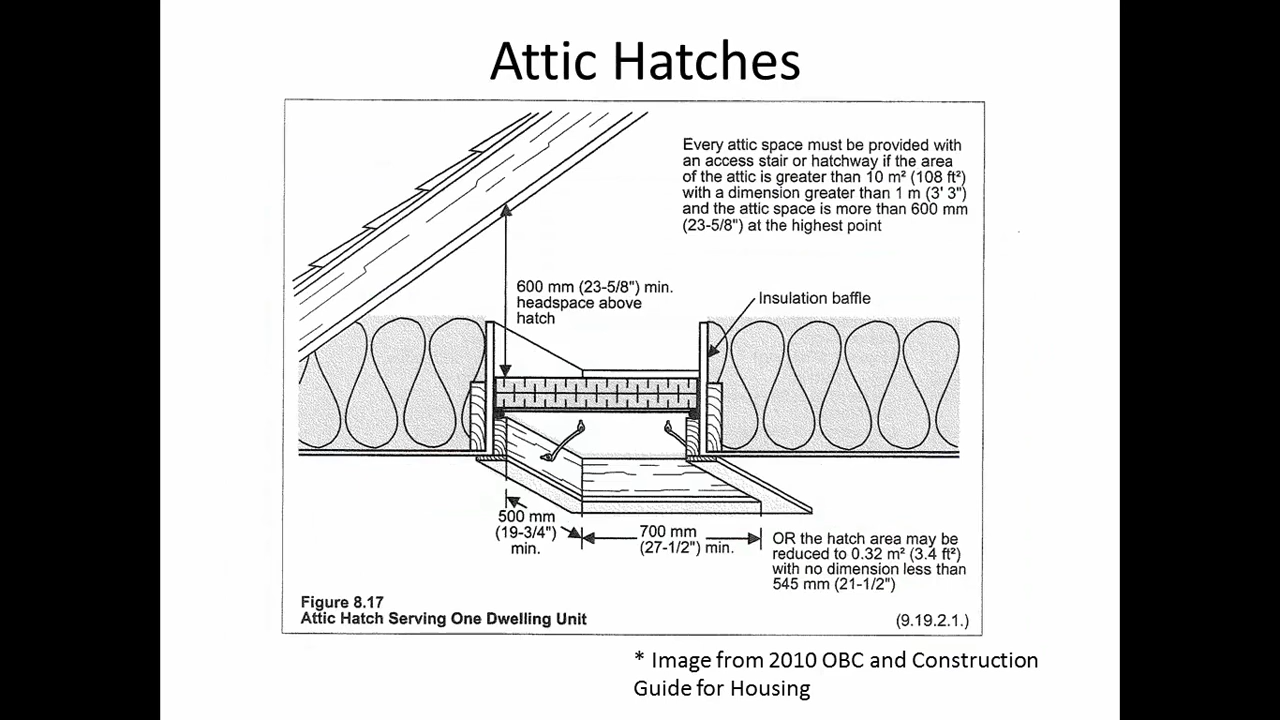 Attic Hatches
Every attic space must be provided with
an access stair or hatchway if the area
of the attic is greater than 10 m² (108 ft²)
with a dimension greater than 1 m (3' 3")
and the attic space is more than 600 mm
(23-5/8") at the highest point
600 mm (23-5/8") min.
headspace above
hatch
Insulation baffle
500 mm
(19-3/4")
min.
700 mm
(27-1/2") min.
OR the hatch area may be
reduced to 0.32 m² (3.4 ft²)
with no dimension less than
545 mm (21-1/2")
Figure 8.17
Attic Hatch Serving One Dwelling Unit
(9.19.2.1.)
* Image from 2010 OBC and Construction
Guide for Housing